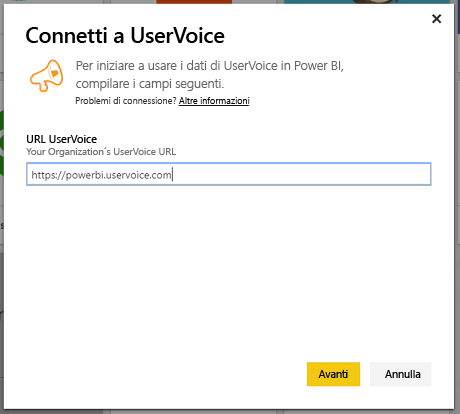 Connetti a UserVoice
Per iniziare a usare i dati di UserVoice in Power BI,
compilare i campi seguenti.
Problemi di connessione? Altre informazioni
URL UserVoice
Your Organization´s UserVoice URL
https://powerbi.uservoice.com
Avanti
Annulla